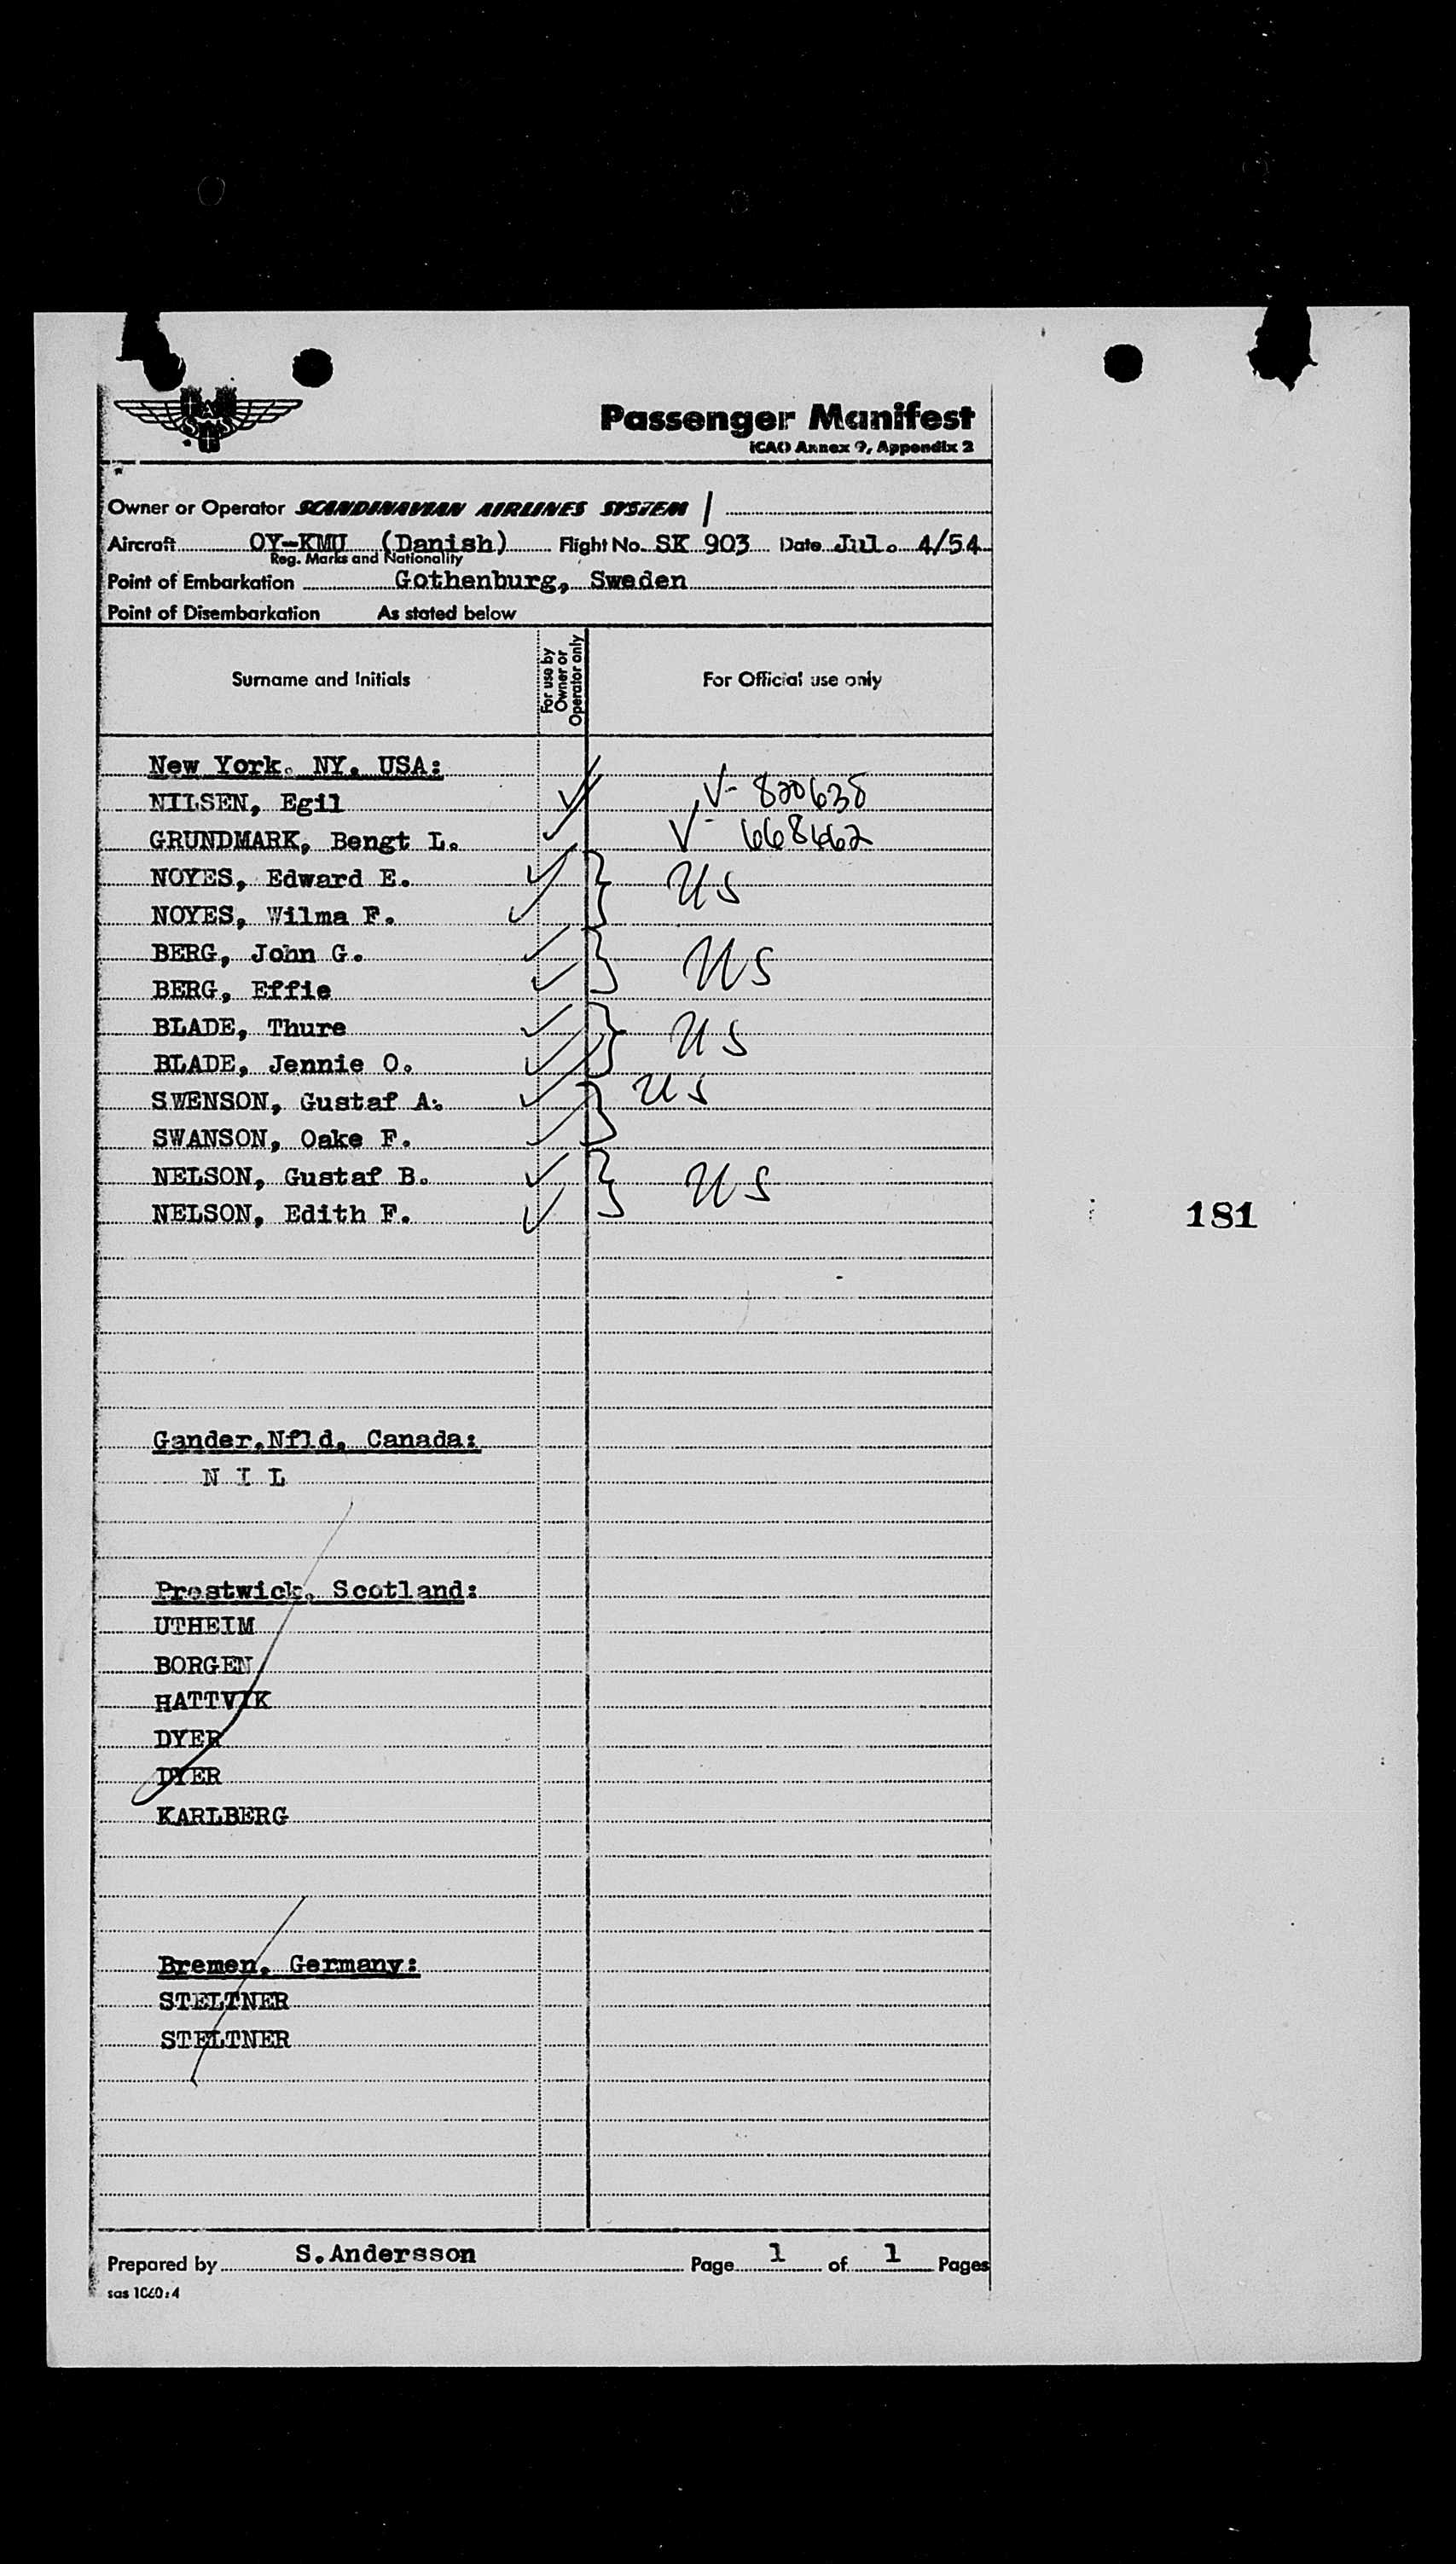 SAS
Passenger Manifest
ICAO Annex 9, Appendix 2
Owner or Operator SCANDINAVIAN AIRLINES SYSTEM /
Aircraft OY-KMU (Danish) Flight No. SK 903 Date Jul. 4/54
Reg. Marks and Nationality
Point of Embarkation Gothenburg, Sweden
Point of Disembarkation As stated below
Surname and Initials For use by Owner or Operator only For Official use only
New York. NY. USA:
NILSEN, Egil V- 820638
GRUNDMARK, Bengt L. V- 668662
NOYES, Edward E. US
NOYES, Wilma F.
BERG, John G. US
BERG, Effie
BLADE, Thure US
BLADE, Jennie O.
SWENSON, Gustaf A. US
SWANSON, Oake F.
NELSON, Gustaf B. US
NELSON, Edith F.
181
Gander.Nfld. Canada:
N I L
Prestwick. Scotland:
UTHEIM
BORGEN
HATTVIK
DYER
DYER
KARLBERG
Bremen. Germany:
STELTNER
STELTNER
Prepared by S.Andersson Page 1 of 1 Pages
sas 1060:4